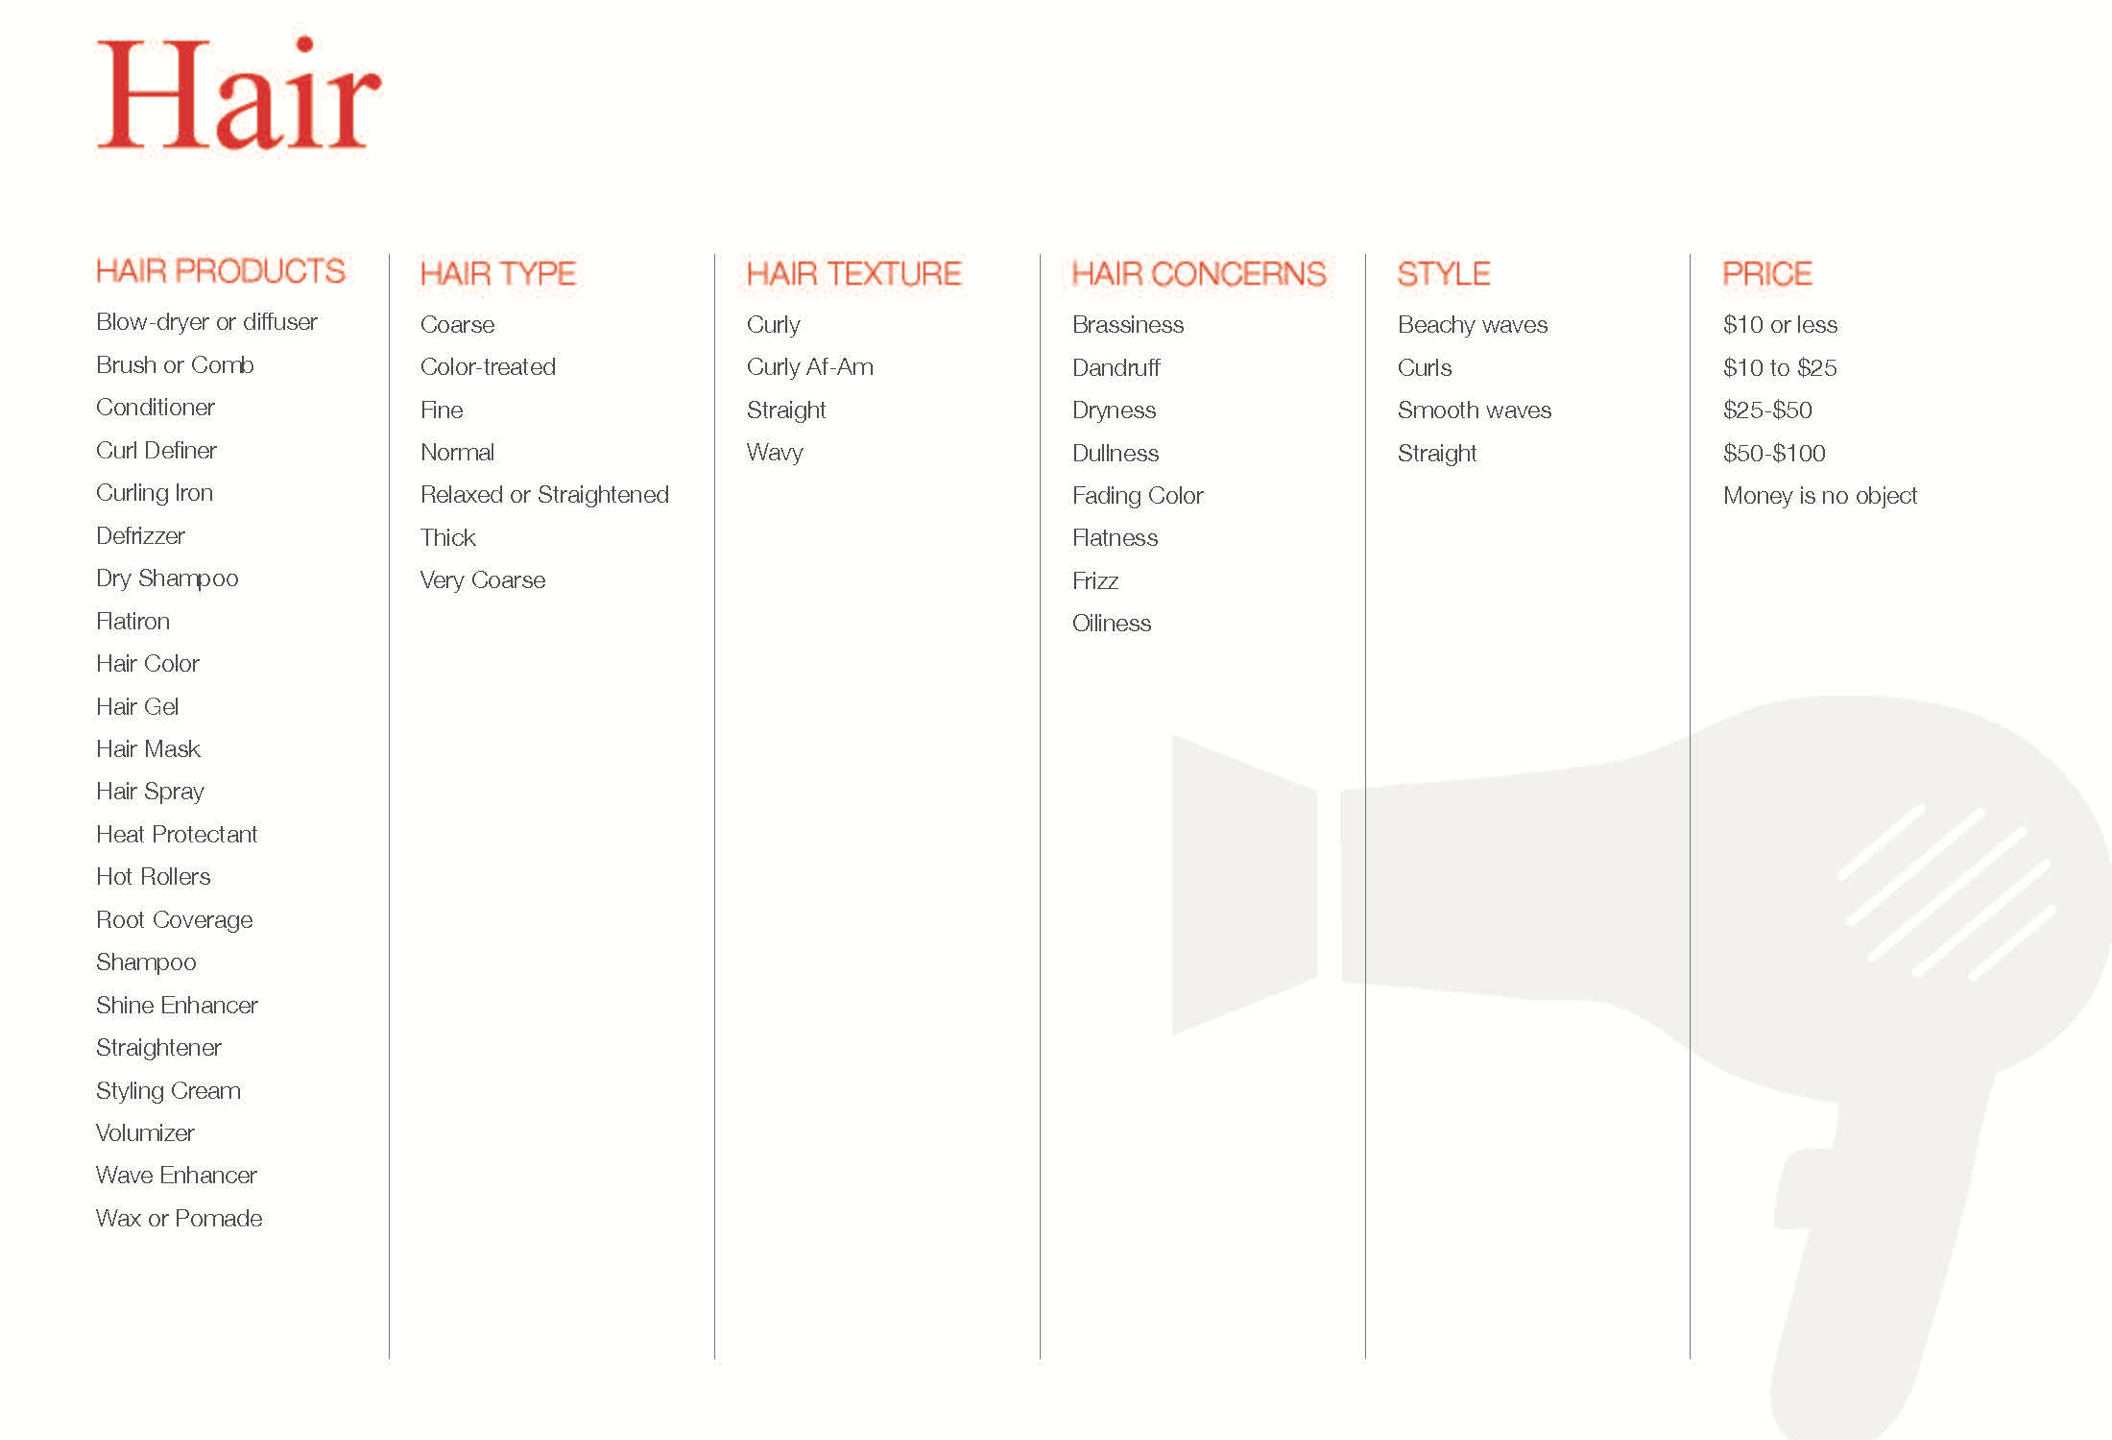 Hair
HAIR PRODUCTS
Blow-dryer or diffuser
Brush or Comb
Conditioner
Curl Definer
Curling Iron
Defrizzer
Dry Shampoo
Flatiron
Hair Color
Hair Gel
Hair Mask
Hair Spray
Heat Protectant
Hot Rollers
Root Coverage
Shampoo
Shine Enhancer
Straightener
Styling Cream
Volumizer
Wave Enhancer
Wax or Pomade
HAIR TYPE
Coarse
Color-treated
Fine
Normal
Relaxed or Straightened
Thick
Very Coarse
HAIR TEXTURE
Curly
Curly Af-Am
Straight
Wavy
HAIR CONCERNS
Brassiness
Dandruff
Dryness
Dullness
Fading Color
Flatness
Frizz
Oiliness
STYLE
Beachy waves
Curls
Smooth waves
Straight
PRICE
$10 or less
$10 to $25
$25-$50
$50-$100
Money is no object